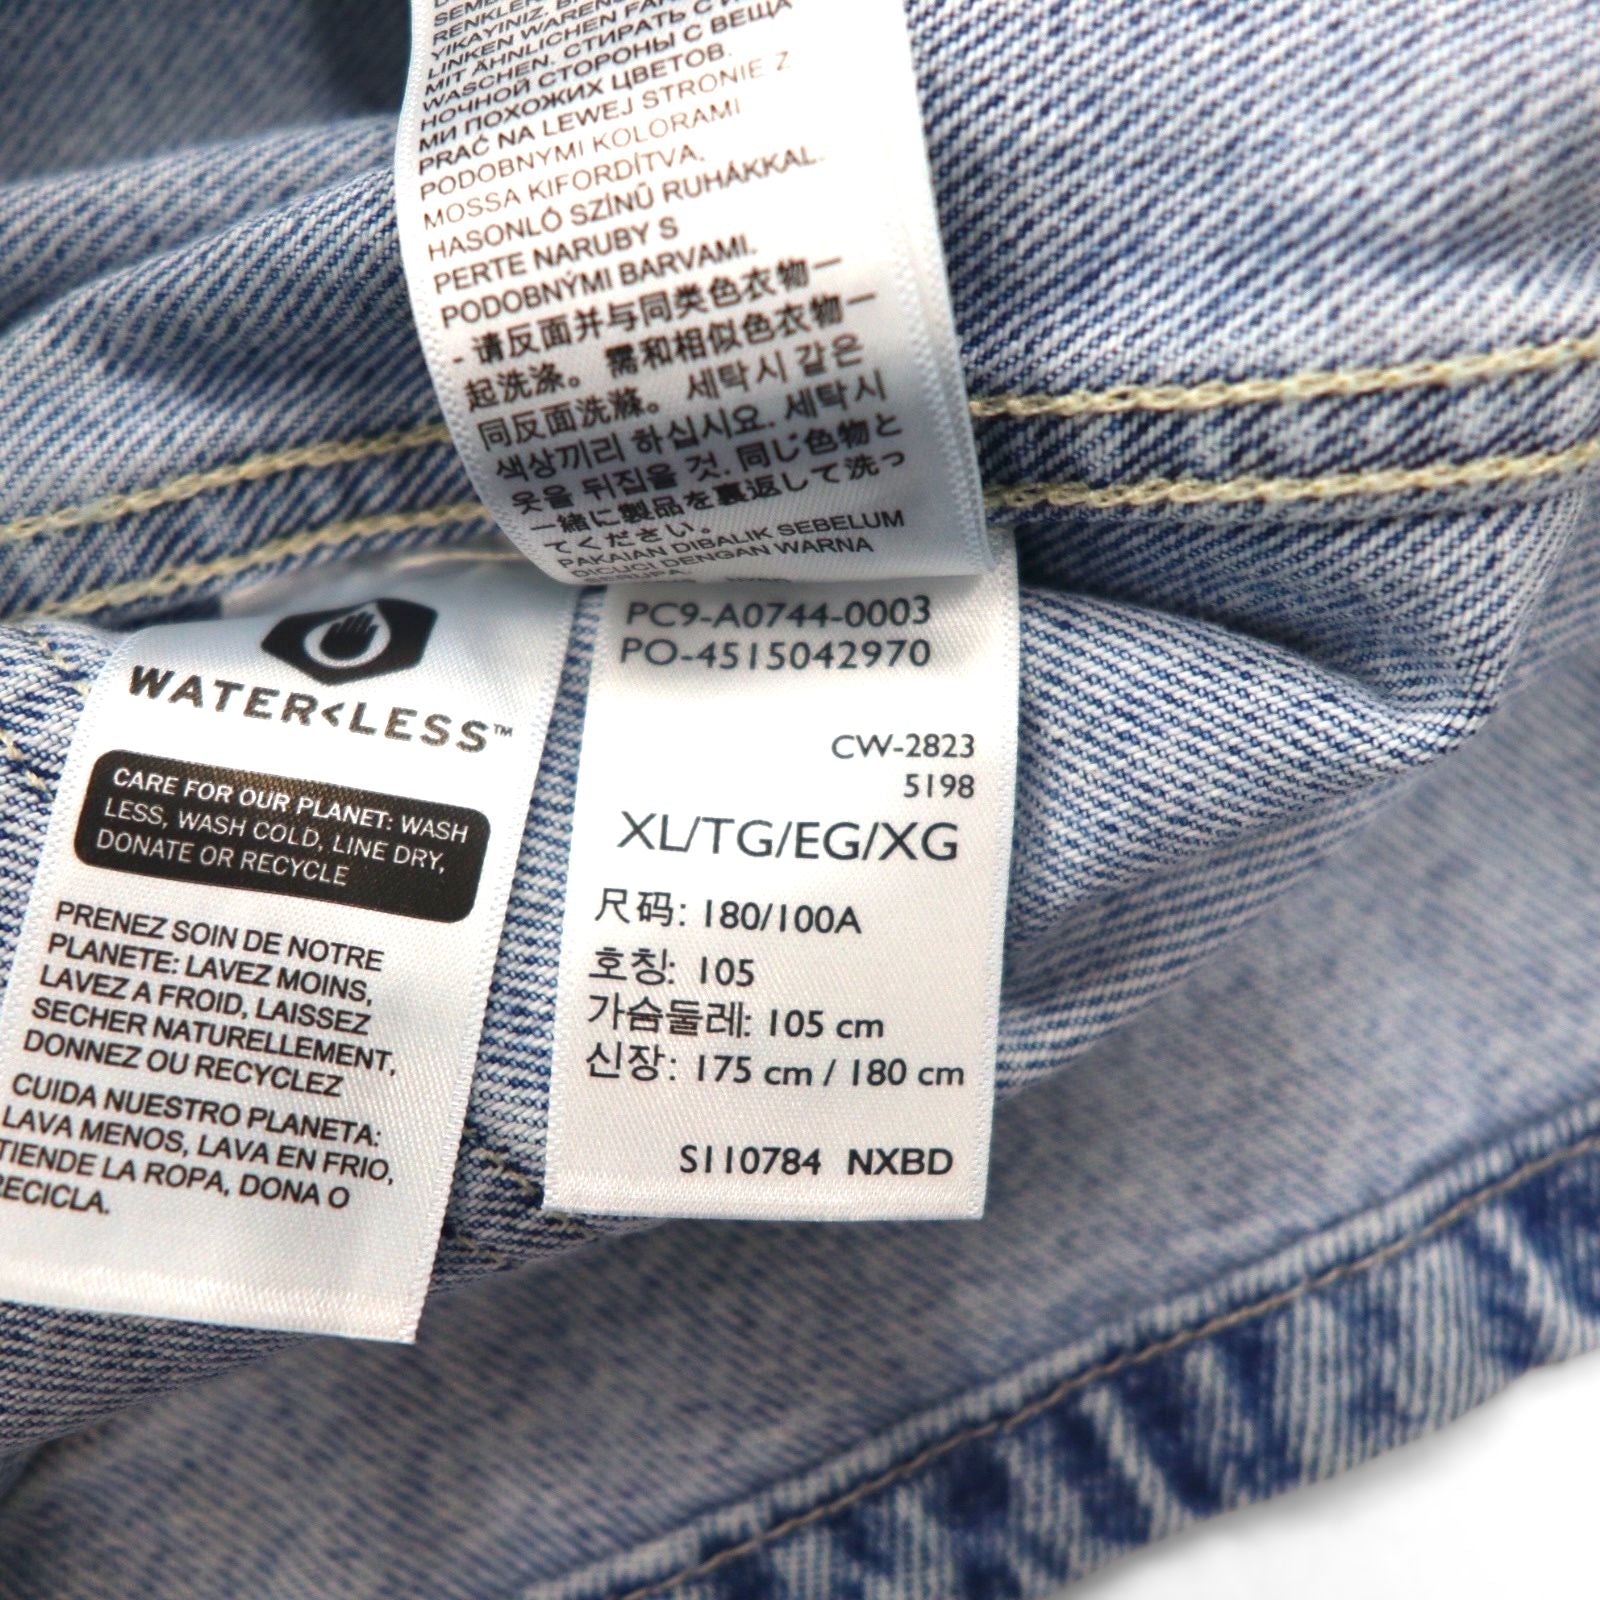 RENKLER
YIKAYINIZ.
LINKEN WARENS
MIT ÄHNLICHEN
WASCHEN. СТИРАТЬ С
НОЧНОЙ СТОРОНЫ С ВЕЩА
МИ ПОХОЖИХ ЦВЕТОВ.
PRAĆ NA LEWEJ STRONIE Z
PODOBNYMI KOLORAMI
MOSSA KIFORDÍTVA,
HASONLÓ SZÍNŰ RUHÁKKAL.
PERTE NARUBY S
PODOBNÝMI BARVAMI.
- 请反面并与同类色衣物一
起洗涤。 需和相似色衣物一
同反面洗滌。 세탁시 같은
색상끼리 하십시요. 세탁시
옷을 뒤집을 것. 同じ色物と
一緒に製品を裏返して洗っ
てください。
PAKAIAN DIBALIK SEBELUM
DICUCI DENGAN WARNA
SERUPA.
WATER<LESS™
CARE FOR OUR PLANET: WASH
LESS, WASH COLD, LINE DRY,
DONATE OR RECYCLE
PRENEZ SOIN DE NOTRE
PLANETE: LAVEZ MOINS,
LAVEZ A FROID, LAISSEZ
SECHER NATURELLEMENT,
DONNEZ OU RECYCLEZ
CUIDA NUESTRO PLANETA:
LAVA MENOS, LAVA EN FRIO,
TIENDE LA ROPA, DONA O
RECICLA.
PC9-A0744-0003
PO-4515042970
CW-2823
5198
XL/TG/EG/XG
尺码: 180/100A
호칭: 105
가슴둘레: 105 cm
신장: 175 cm / 180 cm
S110784 NXBD